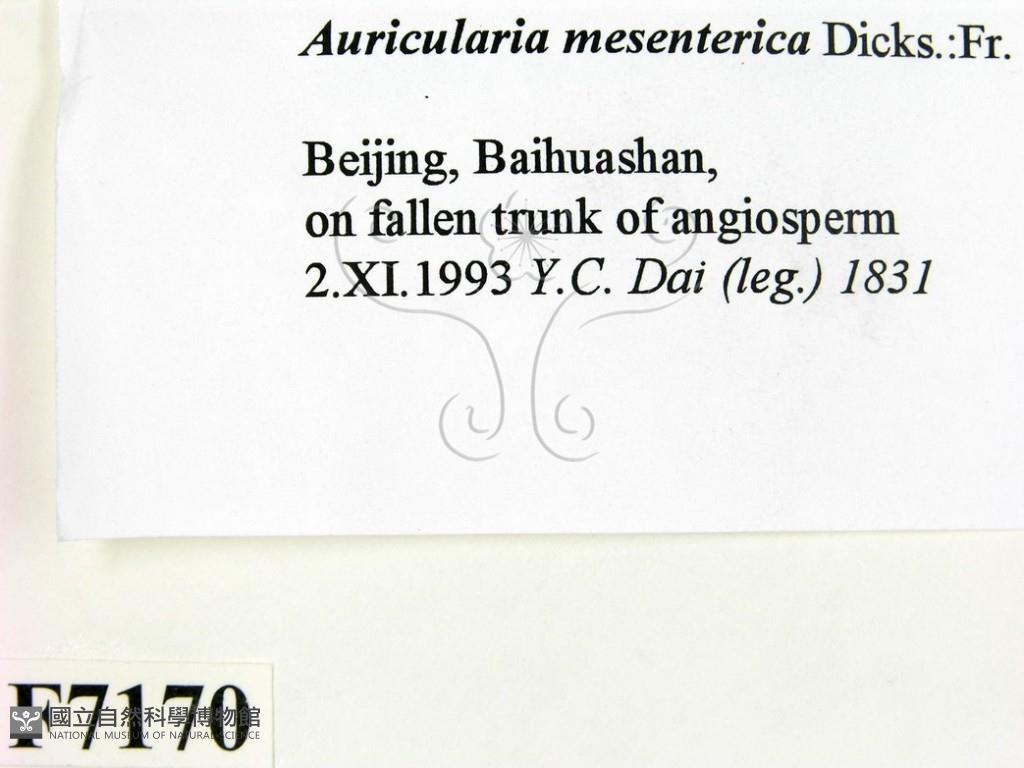 Auricularia mesenterica Dicks.:Fr.
Beijing, Baihuashan,
on fallen trunk of angiosperm
2.XI.1993 Y.C. Dai (leg.) 1831
F7170
國立自然科學博物館
NATIONAL MUSEUM OF NATURAL SCIENCE